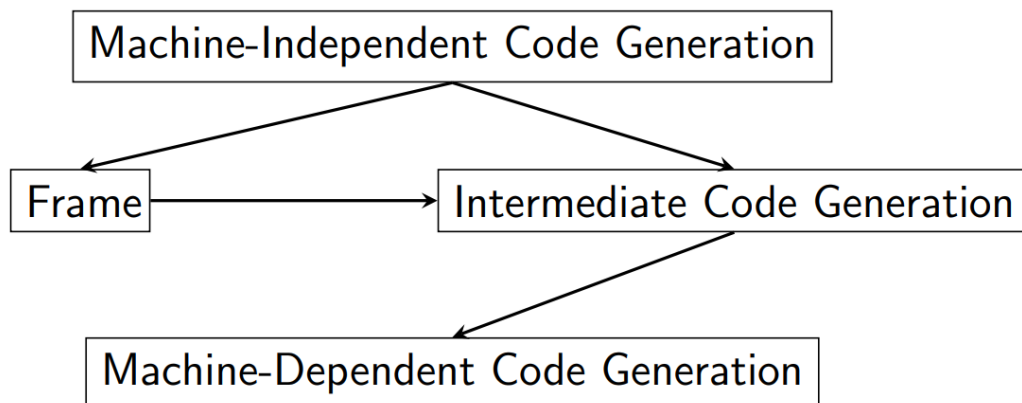 Machine-Independent Code Generation
Frame
Intermediate Code Generation
Machine-Dependent Code Generation